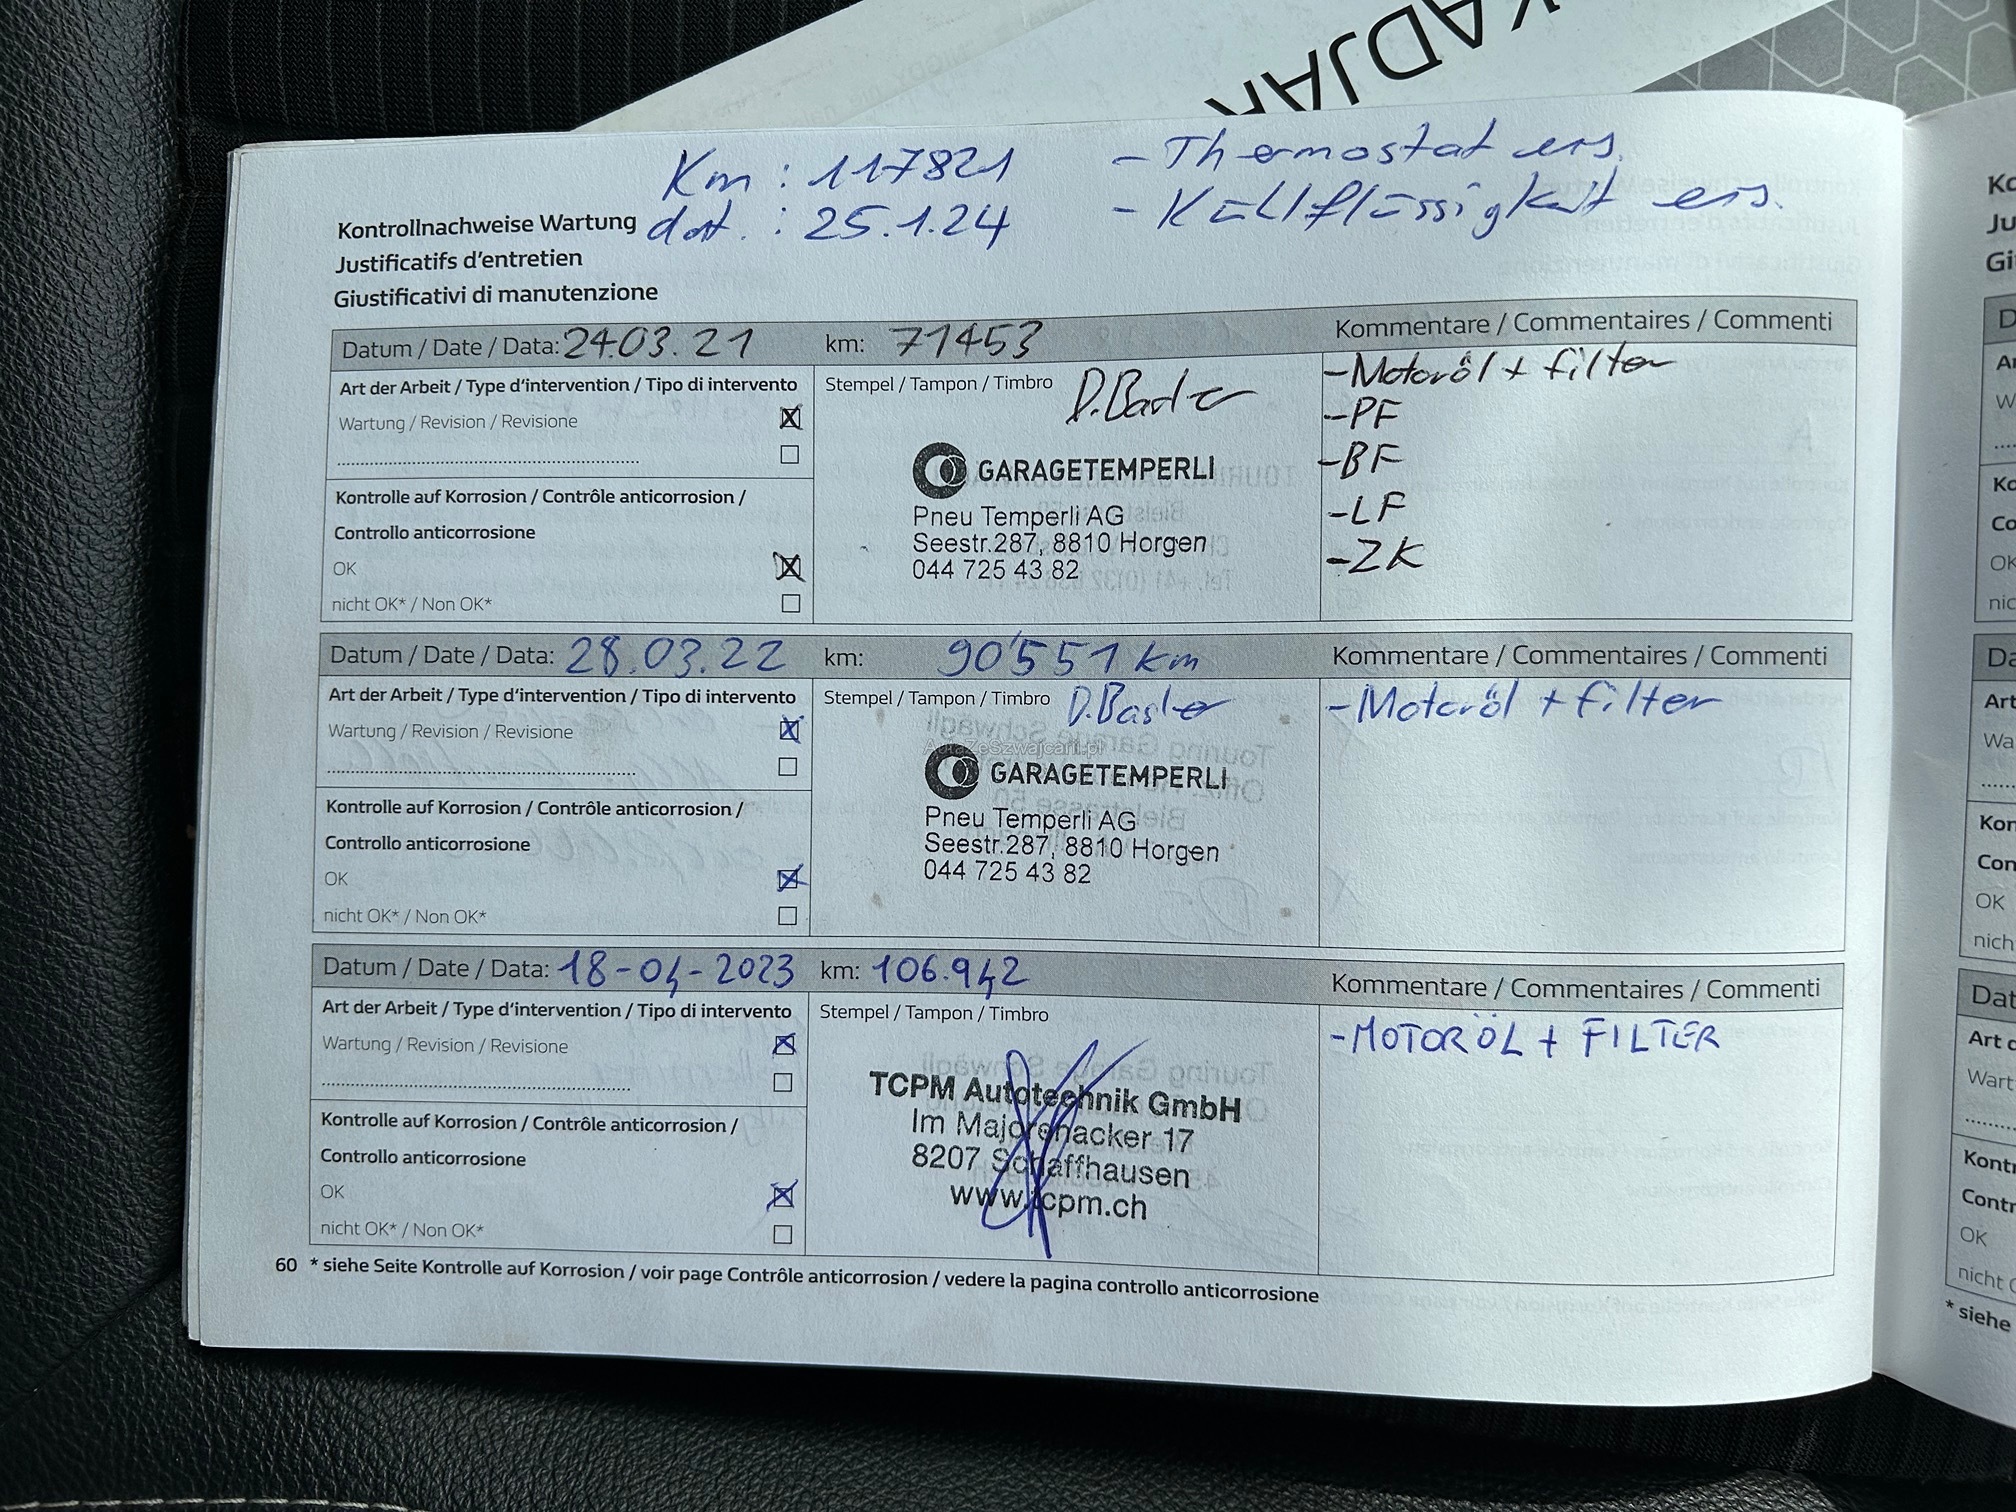 KADJAR
Km : 117821
- Thermostat ers.
dat. : 25.1.24
- Kühlflüssigkeit ers.
Kontrollnachweise Wartung
Justificatifs d'entretien
Giustificativi di manutenzione
Datum / Date / Data: 24.03.21 km: 71453 Kommentare / Commentaires / Commenti
Art der Arbeit / Type d'intervention / Tipo di intervento
Stempel / Tampon / Timbro D.Basler
Wartung / Revision / Revisione
- Motoröl + filter
- PF
- BF
- LF
- ZK
GARAGETEMPERLI
Pneu Temperli AG
Seestr.287, 8810 Horgen
044 725 43 82
Kontrolle auf Korrosion / Contrôle anticorrosion /
Controllo anticorrosione
OK
nicht OK* / Non OK*
Datum / Date / Data: 28.03.22 km: 90'551 km Kommentare / Commentaires / Commenti
Art der Arbeit / Type d'intervention / Tipo di intervento
Stempel / Tampon / Timbro D.Basler
- Motoröl + filter
Wartung / Revision / Revisione
AutaZeSzwajcarii.pl
GARAGETEMPERLI
Pneu Temperli AG
Seestr.287, 8810 Horgen
044 725 43 82
Kontrolle auf Korrosion / Contrôle anticorrosion /
Controllo anticorrosione
OK
nicht OK* / Non OK*
Datum / Date / Data: 18-04-2023 km: 106.942 Kommentare / Commentaires / Commenti
Art der Arbeit / Type d'intervention / Tipo di intervento
Stempel / Tampon / Timbro
- MOTORÖL + FILTER
Wartung / Revision / Revisione
TCPM Autotechnik GmbH
Im Majorenacker 17
8207 Schaffhausen
www.tcpm.ch
Kontrolle auf Korrosion / Contrôle anticorrosion /
Controllo anticorrosione
OK
nicht OK* / Non OK*
60 * siehe Seite Kontrolle auf Korrosion / voir page Contrôle anticorrosion / vedere la pagina controllo anticorrosione
* siehe